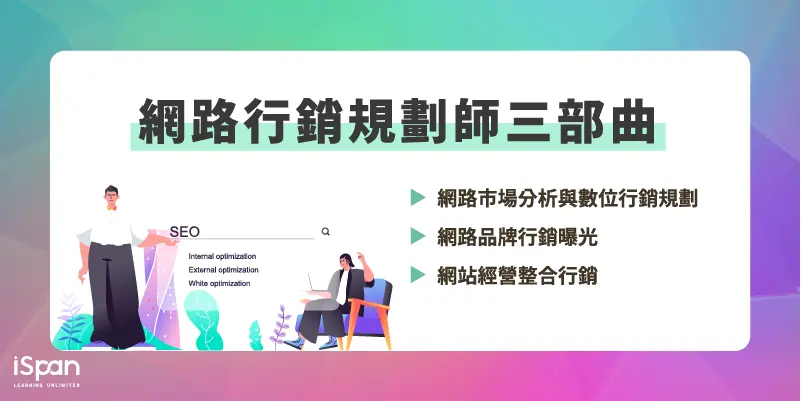 網路行銷規劃師三部曲
網路市場分析與數位行銷規劃
網路品牌行銷曝光
網站經營整合行銷
SEO
Internal optimization
External optimization
White optimization
iSpan
LEARNING UNLIMITED